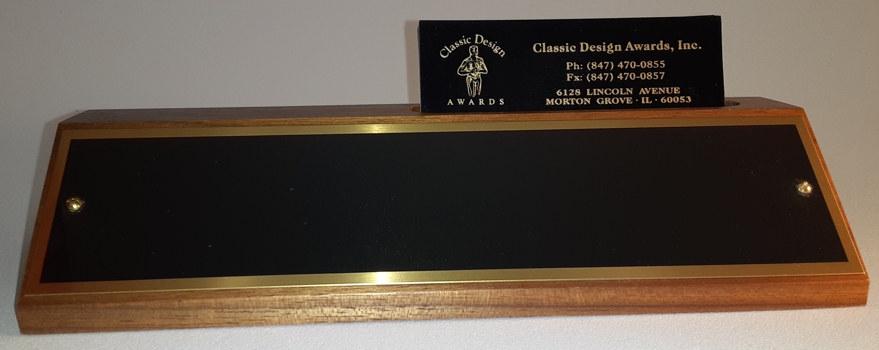 Classic Design
AWARDS
Classic Design Awards, Inc.
Ph: (847) 470-0855
Fx: (847) 470-0857
6128 LINCOLN AVENUE
MORTON GROVE · IL · 60053